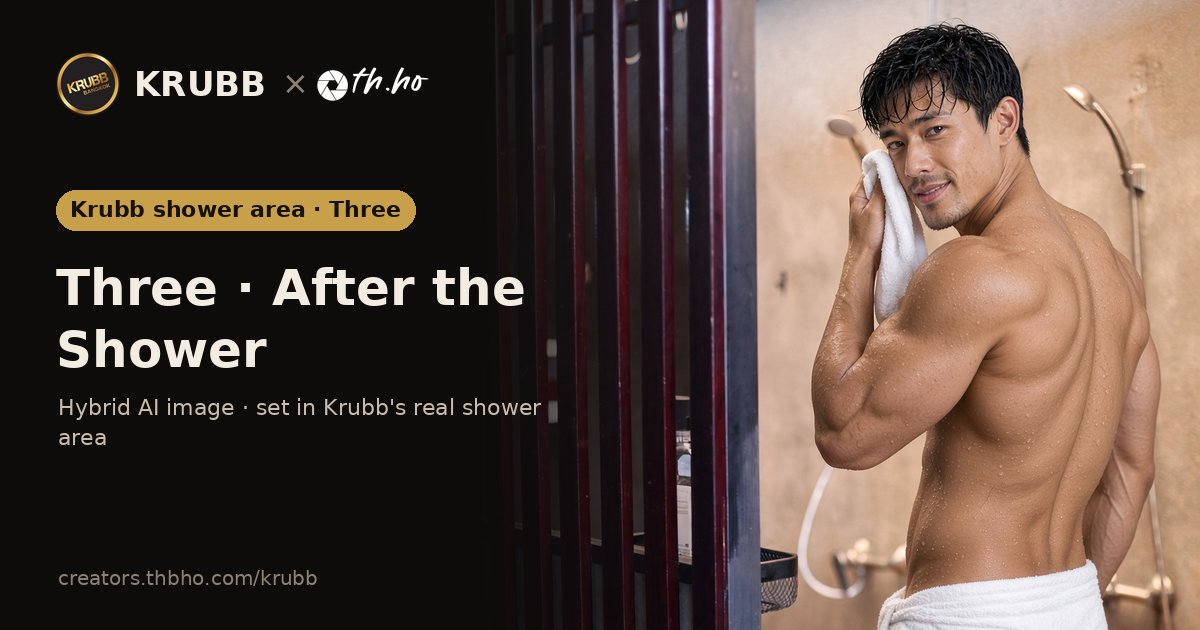 KRUBB
BANGKOK
KRUBB × th.ho
Krubb shower area · Three
Three · After the
Shower
Hybrid AI image · set in Krubb's real shower
area
creators.thbho.com/krubb